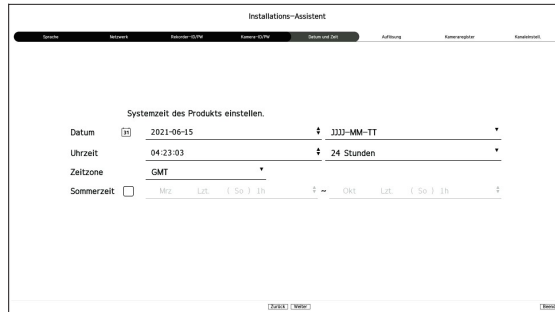 Installations-Assistent
Sprache Netzwerk Rekorder-ID/PW Kamera-ID/PW Datum und Zeit Auflösung Kameraregister Kanaleinstell.
Systemzeit des Produkts einstellen.
Datum 31 2021-06-15 JJJJ-MM-TT
Uhrzeit 04:23:03 24 Stunden
Zeitzone GMT
Sommerzeit Mrz Lzt. ( So ) 1h ~ Okt Lzt. ( So ) 1h
Zurück Weiter